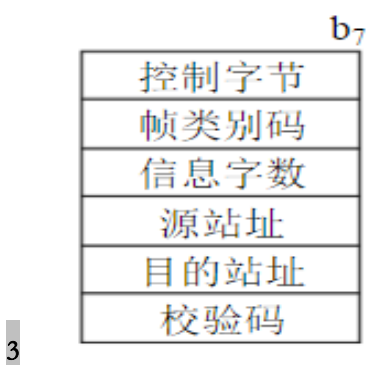 b₇
控制字节
帧类别码
信息字数
源站址
目的站址
校验码
3